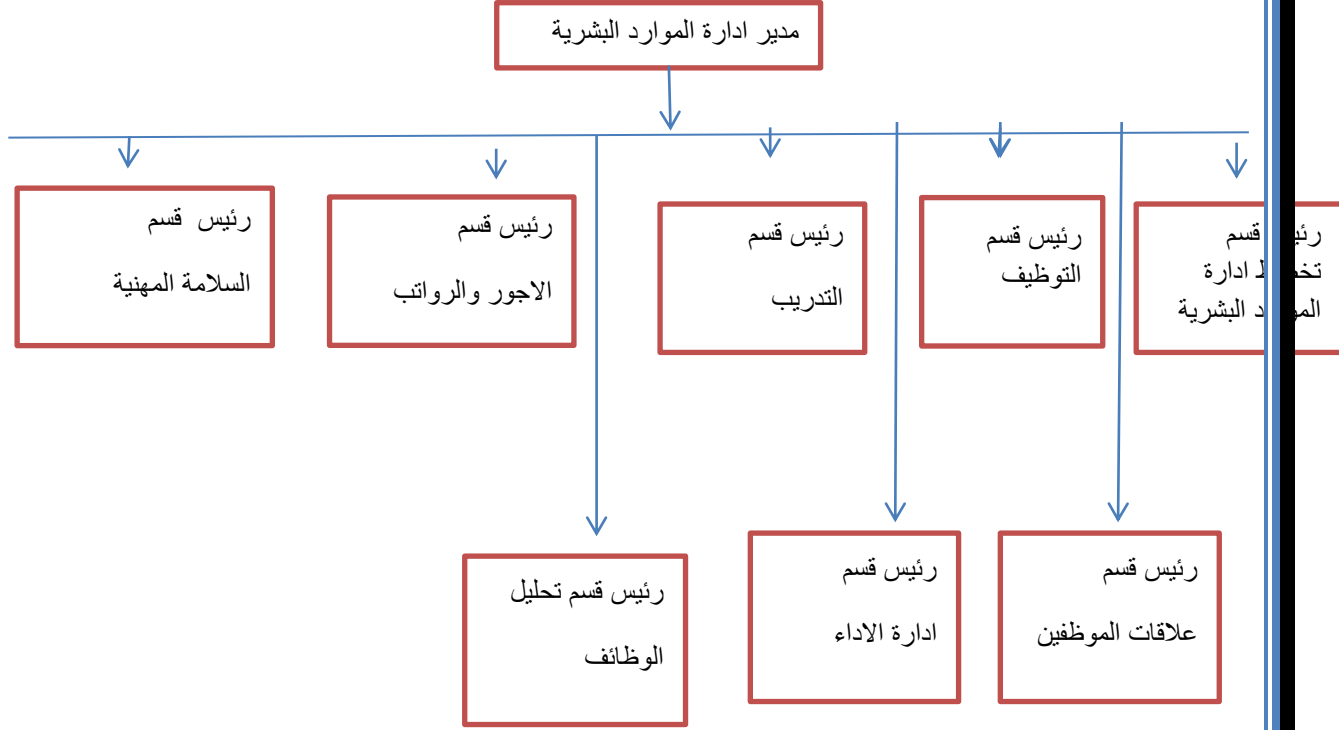 مدير ادارة الموارد البشرية
قسم
ادارة
البشرية
رئيس قسم
التوظيف
رئيس قسم
التدريب
رئيس قسم
الاجور والرواتب
رئيس قسم
السلامة المهنية
رئيس قسم
علاقات الموظفين
رئيس قسم
ادارة الاداء
رئيس قسم تحليل
الوظائف